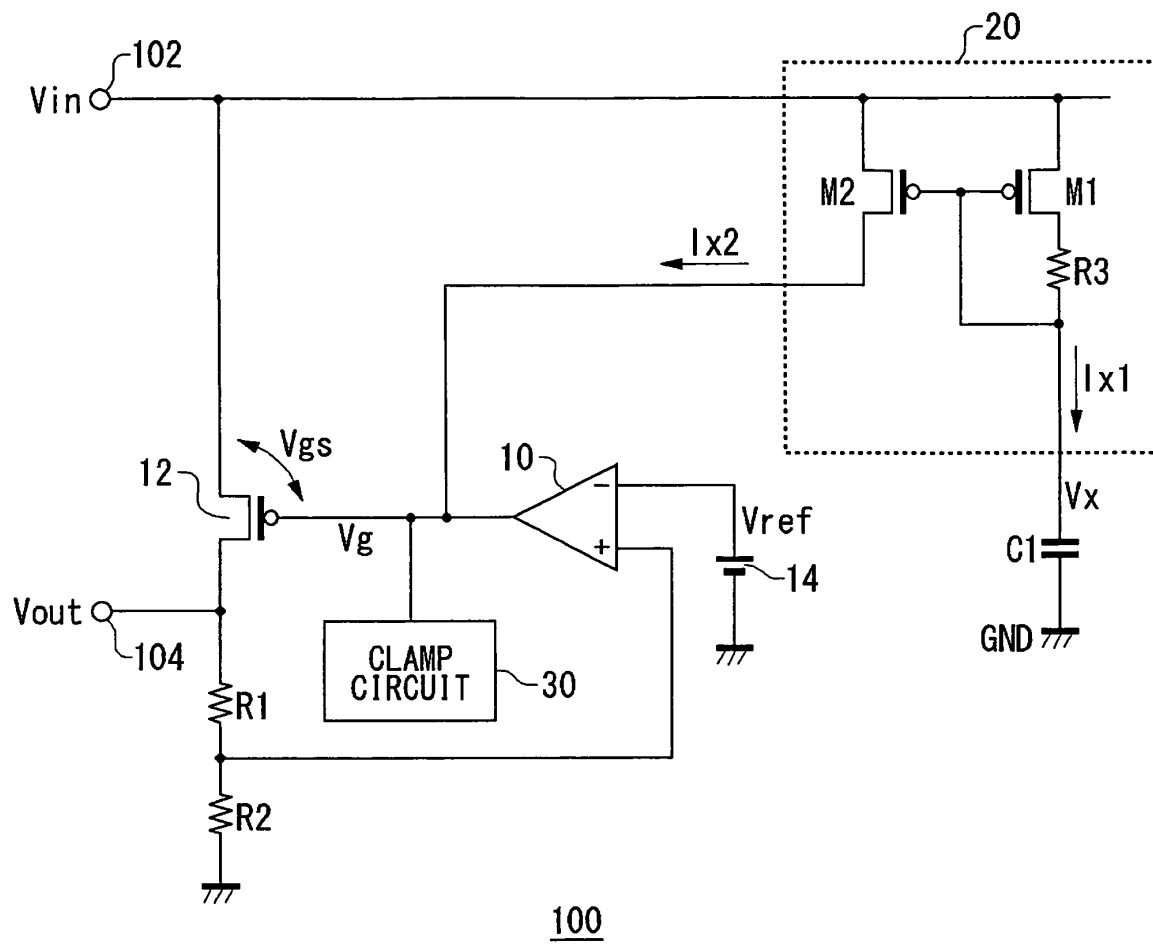 102
20
Vin
M2
M1
Ix2
R3
Ix1
Vgs
10
12
−
Vx
Vg
Vref
+
C1
14
Vout
GND
104
CLAMP
CIRCUIT
30
R1
R2
100